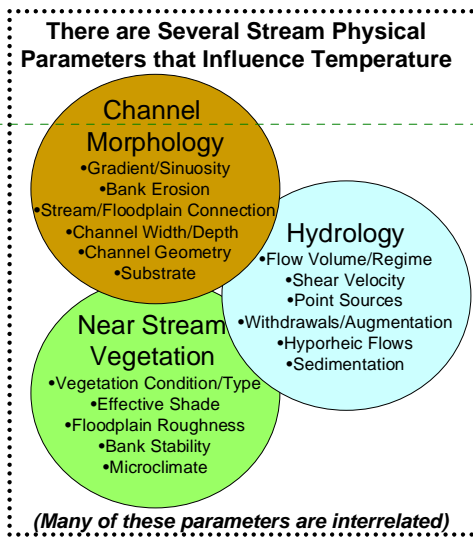 There are Several Stream Physical
Parameters that Influence Temperature
Channel
Morphology
•Gradient/Sinuosity
•Bank Erosion
•Stream/Floodplain Connection
•Channel Width/Depth
•Channel Geometry
•Substrate
Hydrology
•Flow Volume/Regime
•Shear Velocity
•Point Sources
•Withdrawals/Augmentation
•Hyporheic Flows
•Sedimentation
Near Stream
Vegetation
•Vegetation Condition/Type
•Effective Shade
•Floodplain Roughness
•Bank Stability
•Microclimate
(Many of these parameters are interrelated)